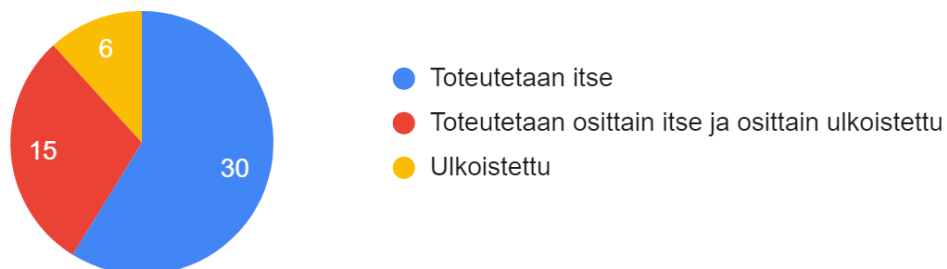 6
15
30
Toteutetaan itse
Toteutetaan osittain itse ja osittain ulkoistettu
Ulkoistettu